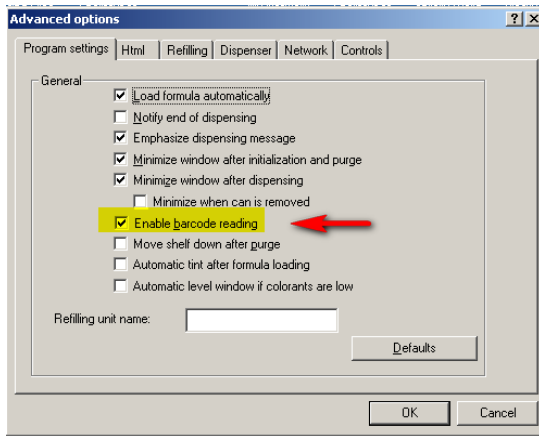 Advanced options
Program settings Html Refilling Dispenser Network Controls
General
Load formula automatically
Notify end of dispensing
Emphasize dispensing message
Minimize window after initialization and purge
Minimize window after dispensing
Minimize when can is removed
Enable barcode reading
Move shelf down after purge
Automatic tint after formula loading
Automatic level window if colorants are low
Refilling unit name:
Defaults
OK Cancel